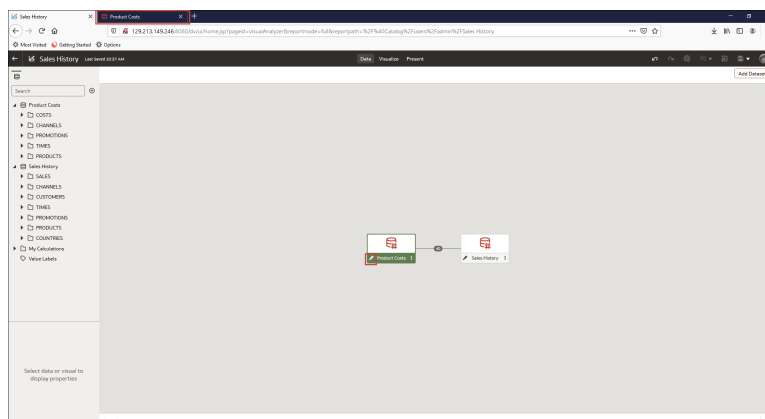 Sales History
Product Costs
129.213.149.246:8080/dv/ui/home.jsp?pageid=visualAnalyzer&reportmode=full&reportpath=%2F%40Catalog%2Fusers%2Fadmin%2FSales History
Most Visited Getting Started Options
Sales History Last Saved 10:37 AM
Data Visualize Present
Add Dataset
Search
Product Costs
COSTS
CHANNELS
PROMOTIONS
TIMES
PRODUCTS
Sales History
SALES
CHANNELS
CUSTOMERS
TIMES
PROMOTIONS
PRODUCTS
COUNTRIES
My Calculations
Value Labels
Product Costs
Sales History
Select data or visual to
display properties